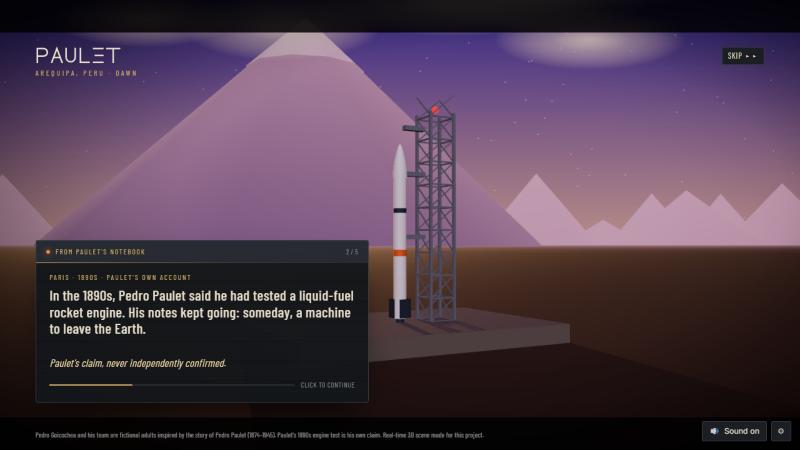 PAULET
AREQUIPA, PERU · DAWN
SKIP ▸ ▸
FROM PAULET'S NOTEBOOK
2/5
PARIS · 1890S · PAULET'S OWN ACCOUNT
In the 1890s, Pedro Paulet said he had tested a liquid-fuel
rocket engine. His notes kept going: someday, a machine
to leave the Earth.
Paulet's claim, never independently confirmed.
CLICK TO CONTINUE
Pedro Goicochea and his team are fictional adults inspired by the story of Pedro Paulet (1874–1945). Paulet's 1890s engine test is his own claim. Real-time 3D scene made for this project.
Sound on